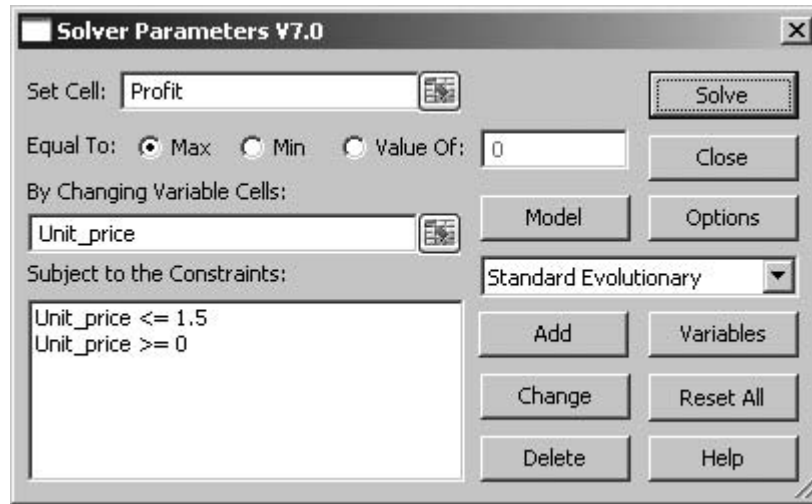 Solver Parameters V7.0
Set Cell: Profit
Solve
Equal To: Max Min Value Of: 0
Close
By Changing Variable Cells:
Unit_price
Model
Options
Subject to the Constraints:
Standard Evolutionary
Unit_price <= 1.5
Unit_price >= 0
Add
Variables
Change
Reset All
Delete
Help